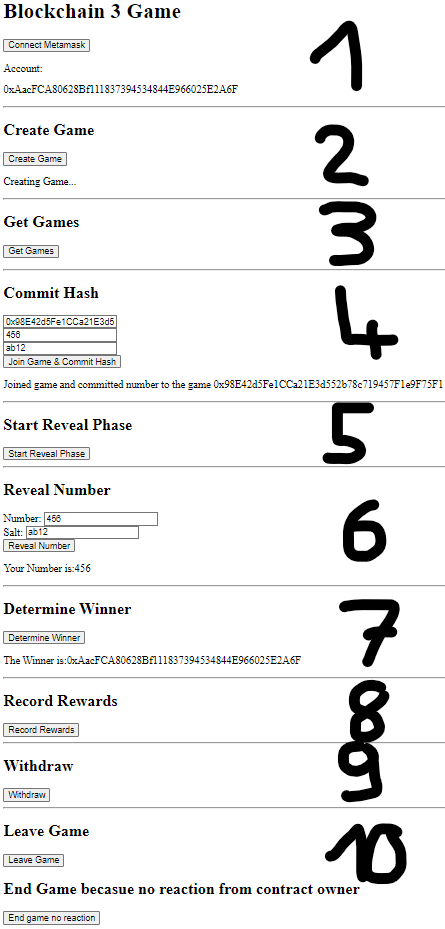 Blockchain 3 Game
1
Connect Metamask
Account:
0xAacFCA80628Bf111837394534844E966025E2A6F
Create Game
2
Create Game
Creating Game...
Get Games
3
Get Games
Commit Hash
4
0x98E42d5Fe1CCa21E3d5
456
ab12
Join Game & Commit Hash
Joined game and committed number to the game 0x98E42d5Fe1CCa21E3d552b78c719457F1e9F75F1
Start Reveal Phase
5
Start Reveal Phase
Reveal Number
6
Number: 456
Salt: ab12
Reveal Number
Your Number is:456
Determine Winner
7
Determine Winner
The Winner is:0xAacFCA80628Bf111837394534844E966025E2A6F
Record Rewards
8
Record Rewards
Withdraw
9
Withdraw
Leave Game
10
Leave Game
End Game becasue no reaction from contract owner
End game no reaction